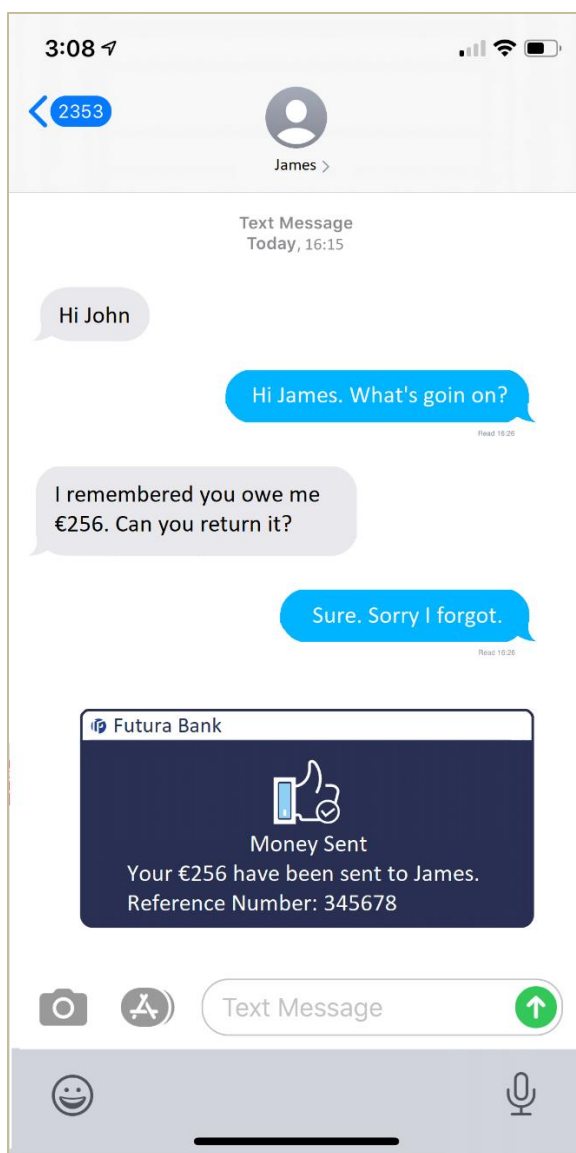 3:08
2353
James >
Text Message
Today, 16:15
Hi John
Hi James. What's goin on?
Read 16:26
I remembered you owe me
€256. Can you return it?
Sure. Sorry I forgot.
Read 16:26
Futura Bank
Money Sent
Your €256 have been sent to James.
Reference Number: 345678
Text Message